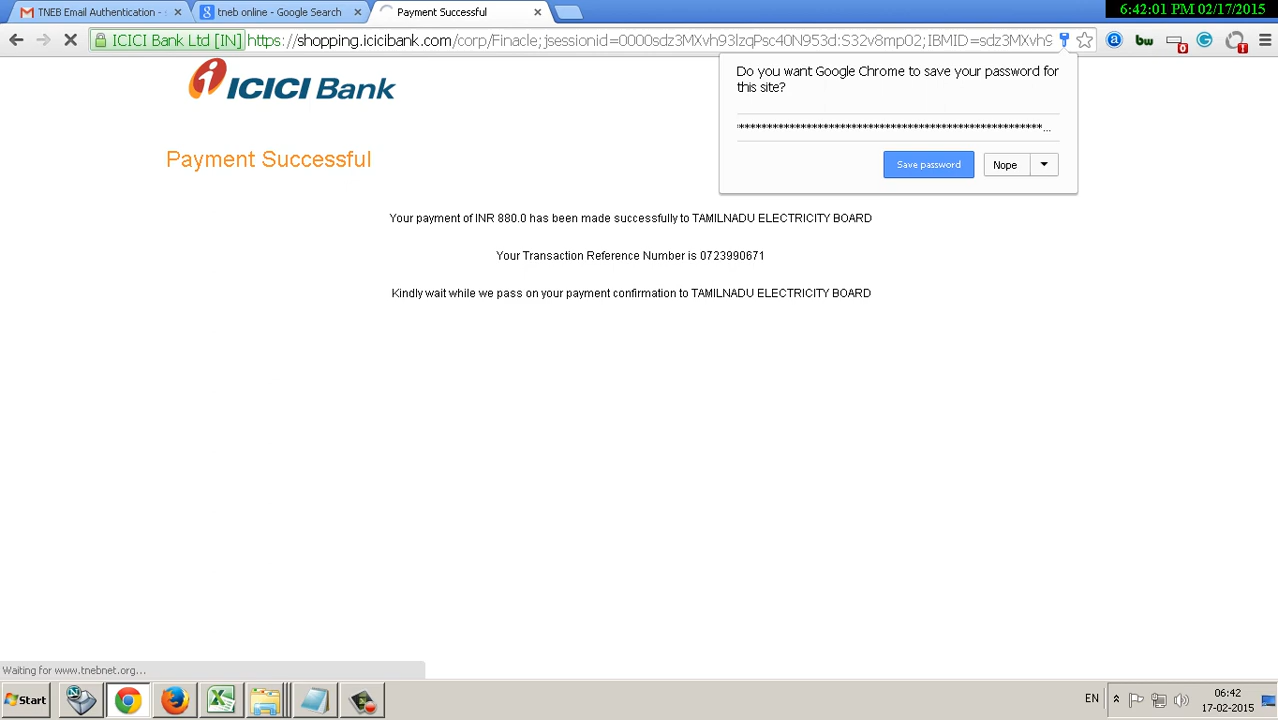 TNEB Email Authentication -
tneb online - Google Search
Payment Successful
6:42:01 PM 02/17/2015
ICICI Bank Ltd [IN]
https://shopping.icicibank.com/corp/Finacle;jsessionid=0000sdz3MXvh93lzqPsc40N953d:S32v8mp02;IBMID=sdz3MXvh9
a
bw
0
G
!
ICICI Bank
Do you want Google Chrome to save your password for
this site?
Save password
Nope
Payment Successful
Your payment of INR 880.0 has been made successfully to TAMILNADU ELECTRICITY BOARD
Your Transaction Reference Number is 0723990671
Kindly wait while we pass on your payment confirmation to TAMILNADU ELECTRICITY BOARD
Waiting for www.tnebnet.org...
Start
EN
06:42
17-02-2015